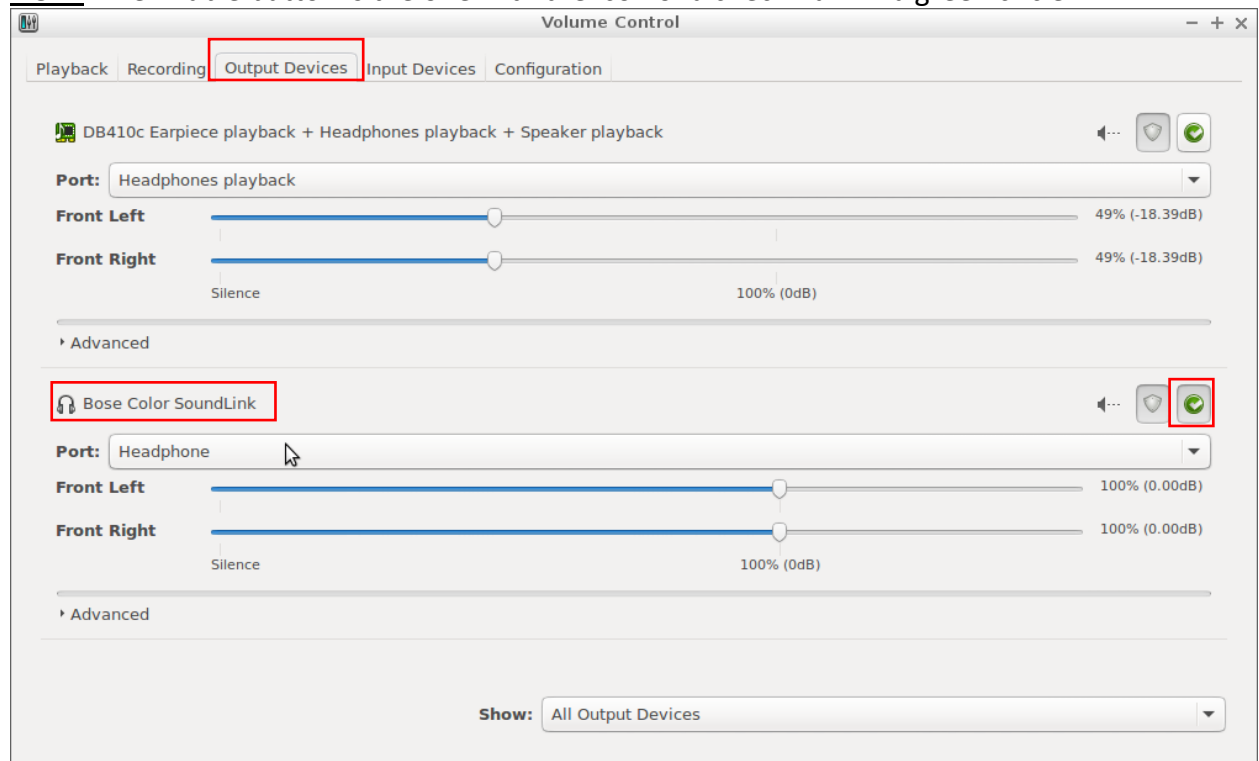 Volume Control
Playback Recording Output Devices Input Devices Configuration
DB410c Earpiece playback + Headphones playback + Speaker playback
Port: Headphones playback
Front Left 49% (-18.39dB)
Front Right 49% (-18.39dB)
Silence 100% (0dB)
Advanced
Bose Color SoundLink
Port: Headphone
Front Left 100% (0.00dB)
Front Right 100% (0.00dB)
Silence 100% (0dB)
Advanced
Show: All Output Devices